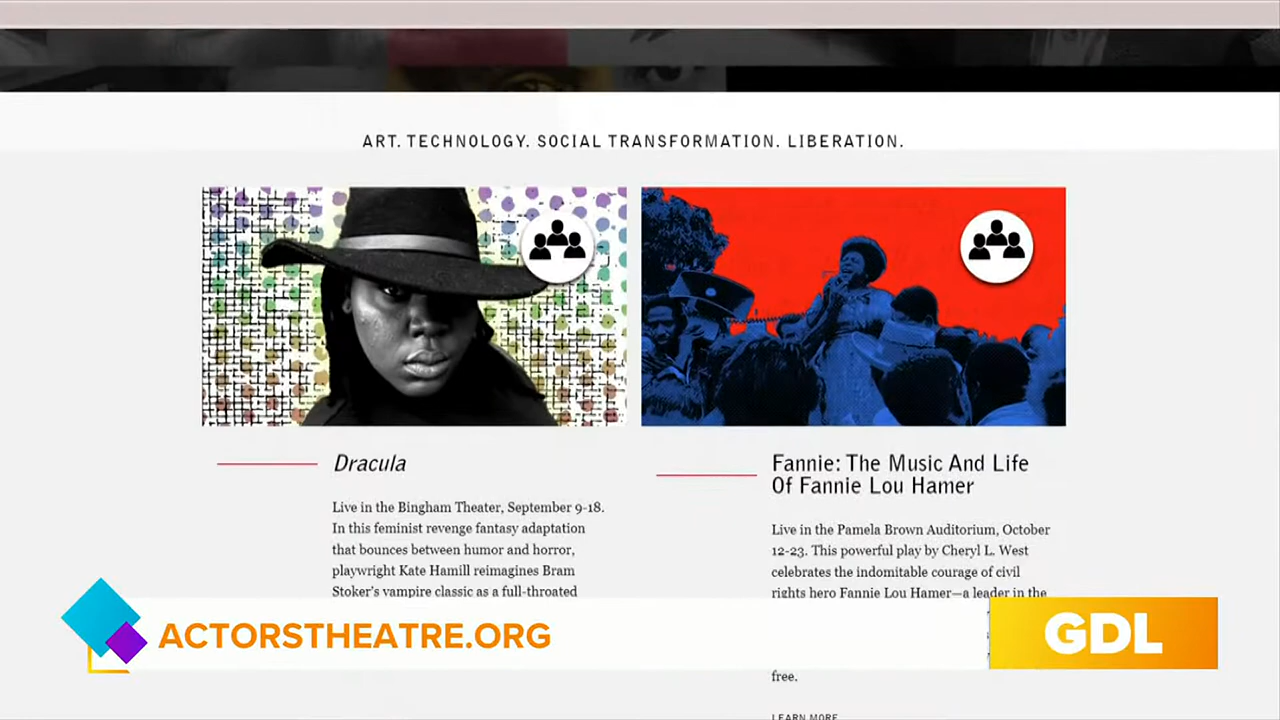 ART. TECHNOLOGY. SOCIAL TRANSFORMATION. LIBERATION.
Dracula
Live in the Bingham Theater, September 9-18.
In this feminist revenge fantasy adaptation
that bounces between humor and horror,
playwright Kate Hamill reimagines Bram
Stoker's vampire classic as a full-throated
Fannie: The Music And Life
Of Fannie Lou Hamer
Live in the Pamela Brown Auditorium, October
12-23. This powerful play by Cheryl L. West
celebrates the indomitable courage of civil
rights hero Fannie Lou Hamer—a leader in the
free.
LEARN MORE
ACTORSTHEATRE.ORG
GDL